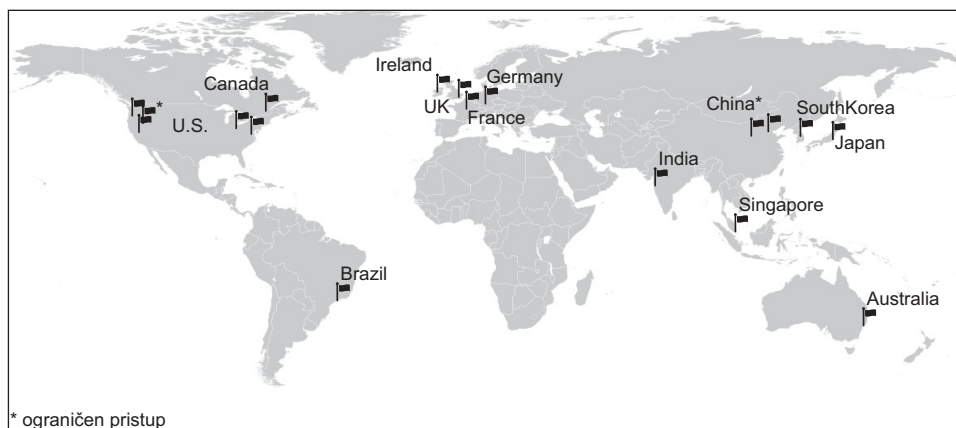 Ireland
Germany
Canada
UK
France
*
U.S.
China*
SouthKorea
Japan
India
Singapore
Brazil
Australia
* ograničen pristup